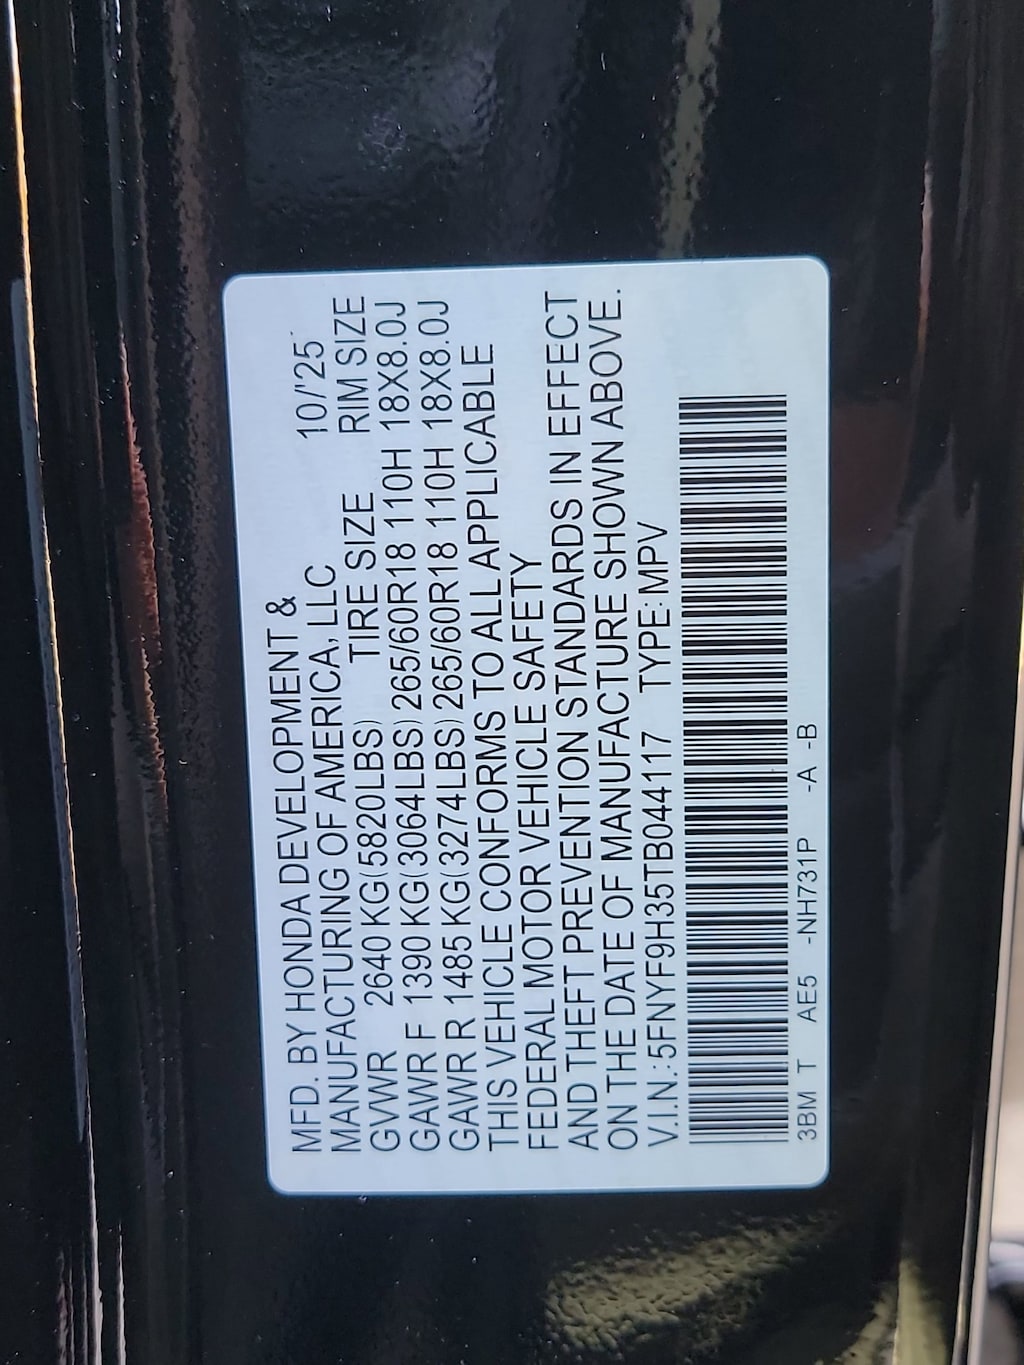 MFD. BY HONDA DEVELOPMENT &
MANUFACTURING OF AMERICA, LLC 10/'25
GVWR 2640 KG(5820LBS) TIRE SIZE RIM SIZE
GAWR F 1390 KG(3064LBS) 265/60R18 110H 18X8.0J
GAWR R 1485 KG(3274LBS) 265/60R18 110H 18X8.0J
THIS VEHICLE CONFORMS TO ALL APPLICABLE
FEDERAL MOTOR VEHICLE SAFETY
AND THEFT PREVENTION STANDARDS IN EFFECT
ON THE DATE OF MANUFACTURE SHOWN ABOVE.
V.I.N.:5FNYF9H35TB044117 TYPE:MPV
3BM T AE5 -NH731P -A -B